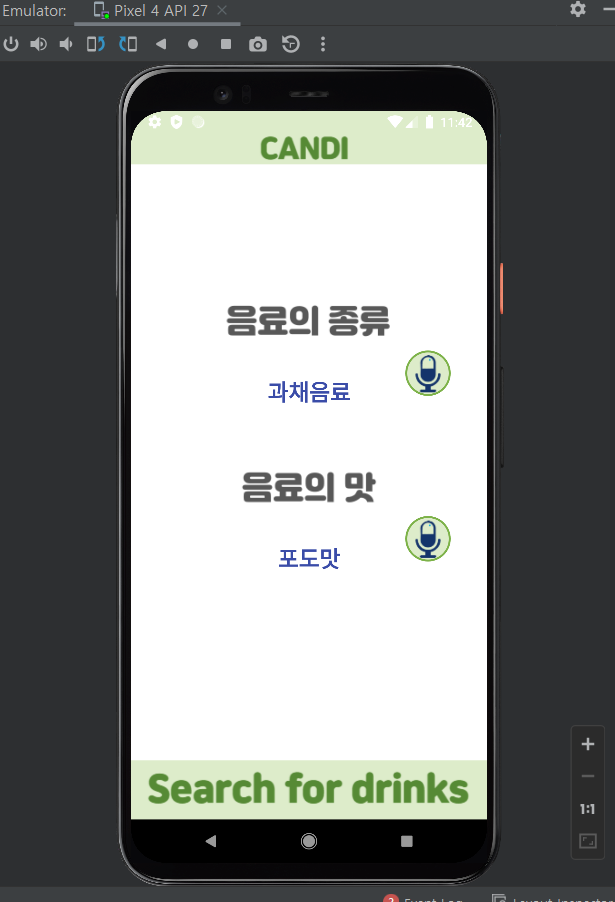 Emulator: Pixel 4 API 27
11:42
CANDI
음료의 종류
과채음료
음료의 맛
포도맛
Search for drinks
1:1
2 Event Log Layout Inspector